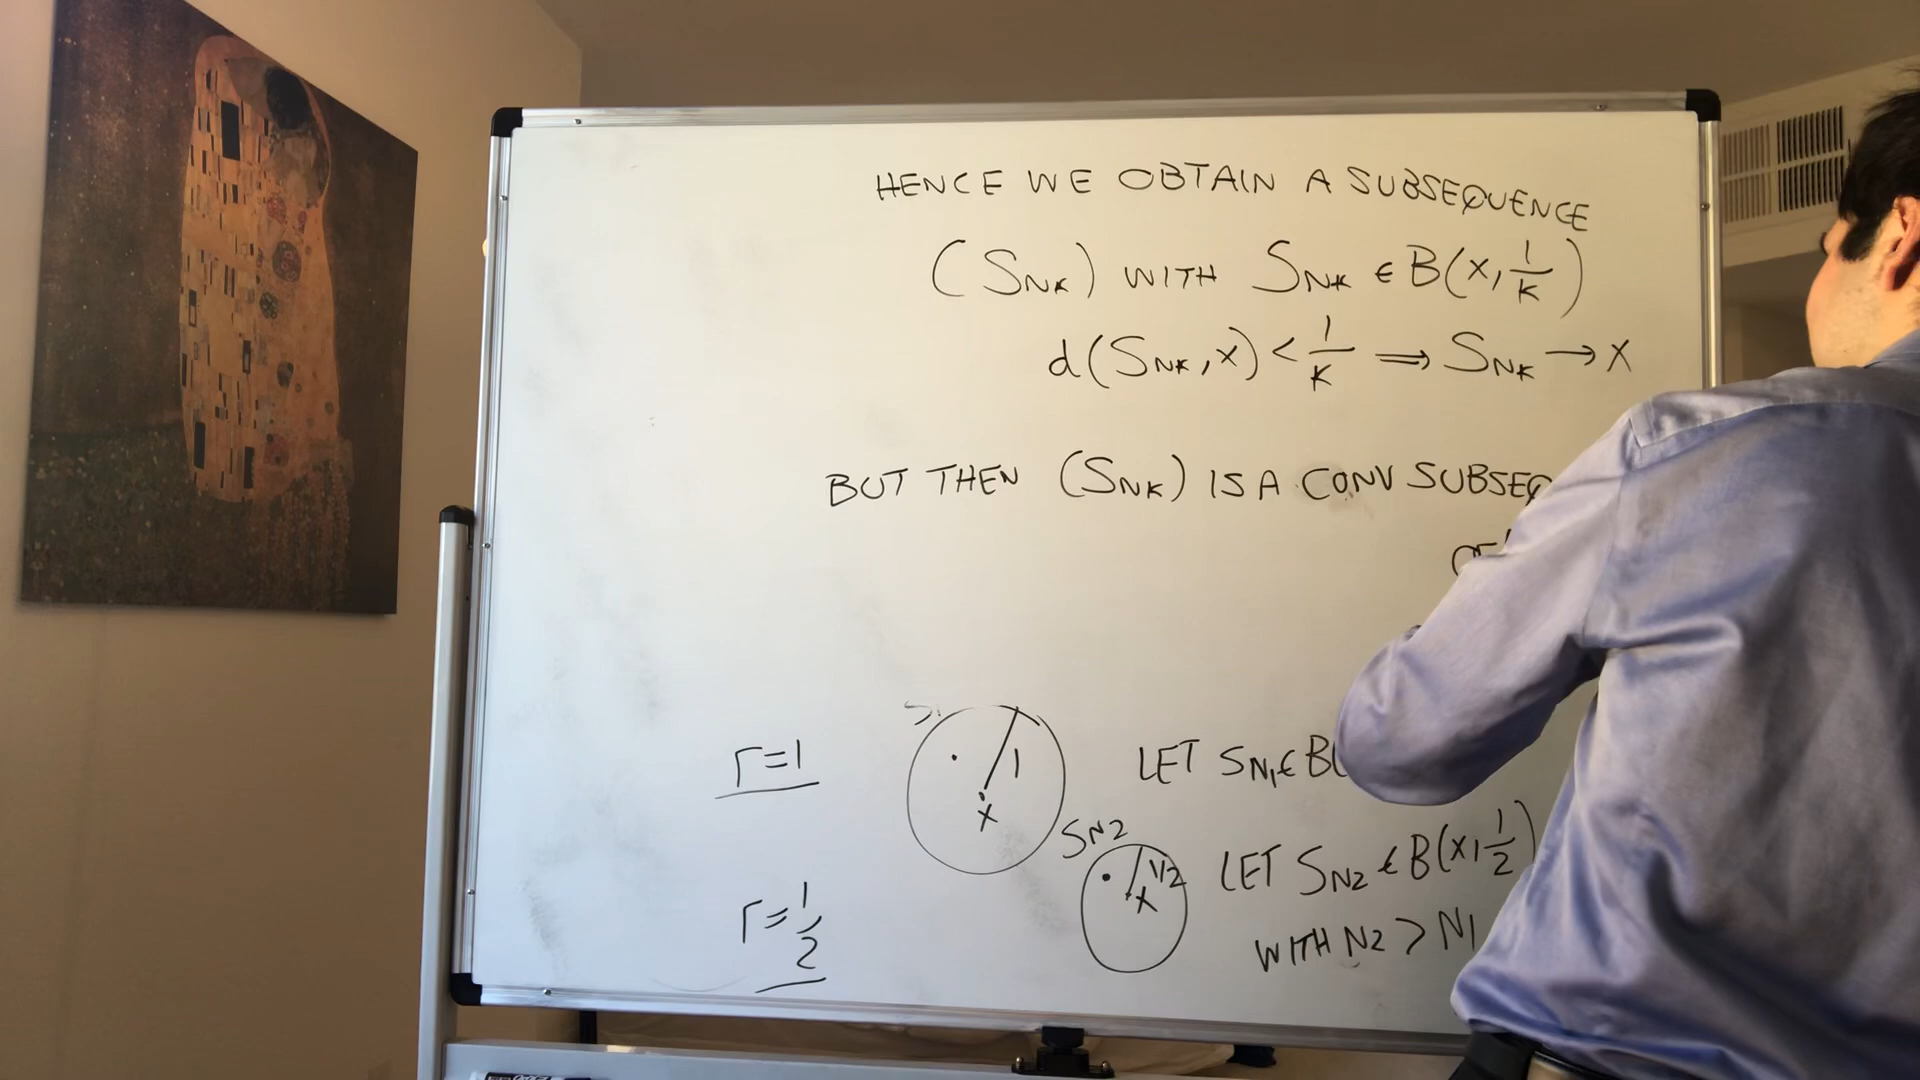 HENCE WE OBTAIN A SUBSEQUENCE
(SNK) WITH SNK ∈ B(X, 1/K)
d(SNK, X) < 1/K ⟹ SNK → X
BUT THEN (SNK) IS A CONV SUBSEQ
r=1
1
X
LET SN1 ∈ B(
SN2
1/2
X
LET SN2 ∈ B(X, 1/2)
r=1/2
WITH N2 > N1